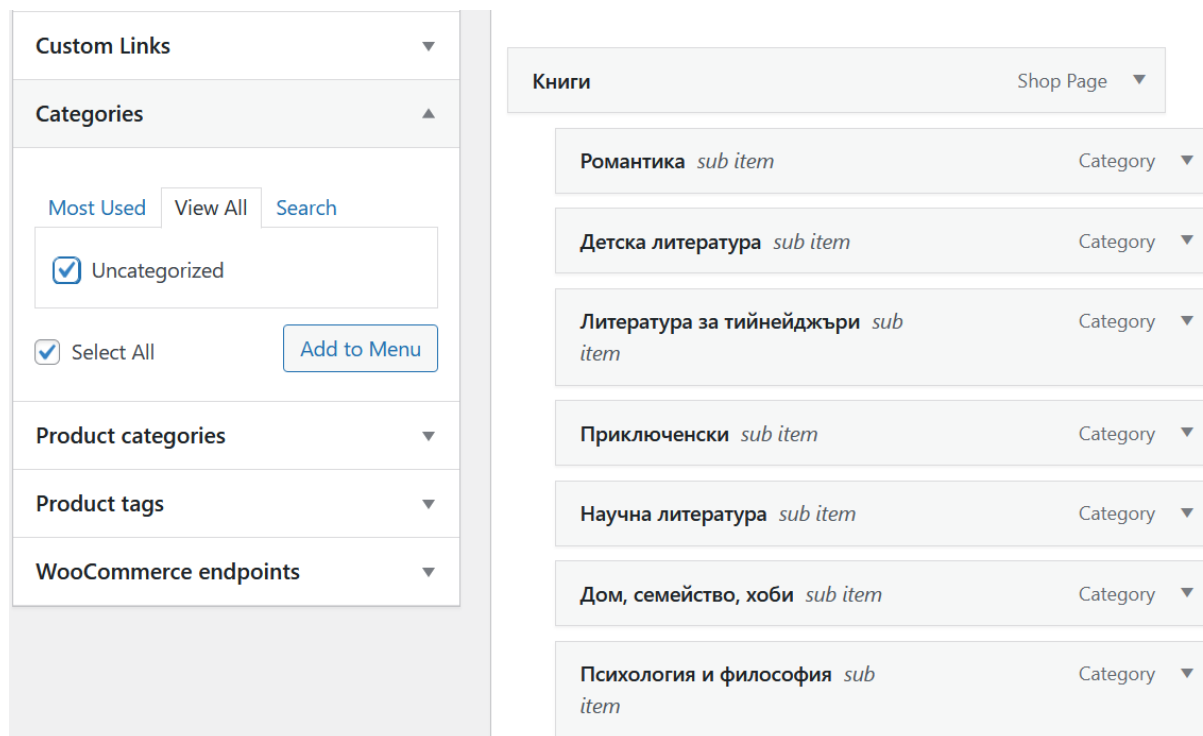 Custom Links
Categories
Most Used View All Search
Uncategorized
Select All Add to Menu
Product categories
Product tags
WooCommerce endpoints
Книги Shop Page
Романтика sub item Category
Детска литература sub item Category
Литература за тийнейджъри sub Category
item
Приключенски sub item Category
Научна литература sub item Category
Дом, семейство, хоби sub item Category
Психология и философия sub Category
item